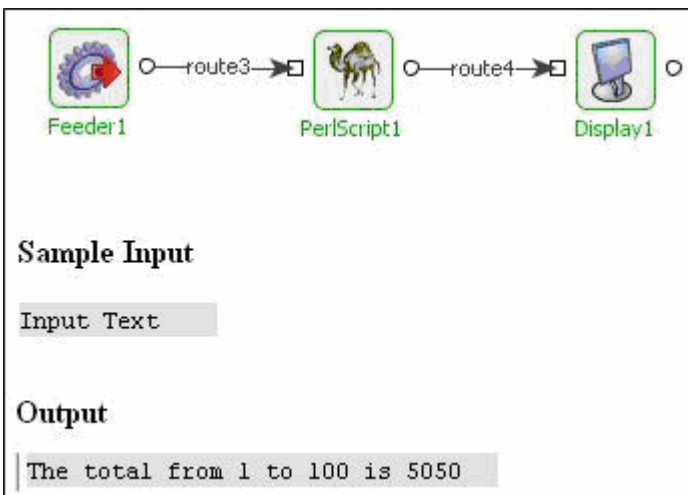 route3 route4
Feeder1 PerlScript1 Display1
Sample Input
Input Text
Output
The total from 1 to 100 is 5050